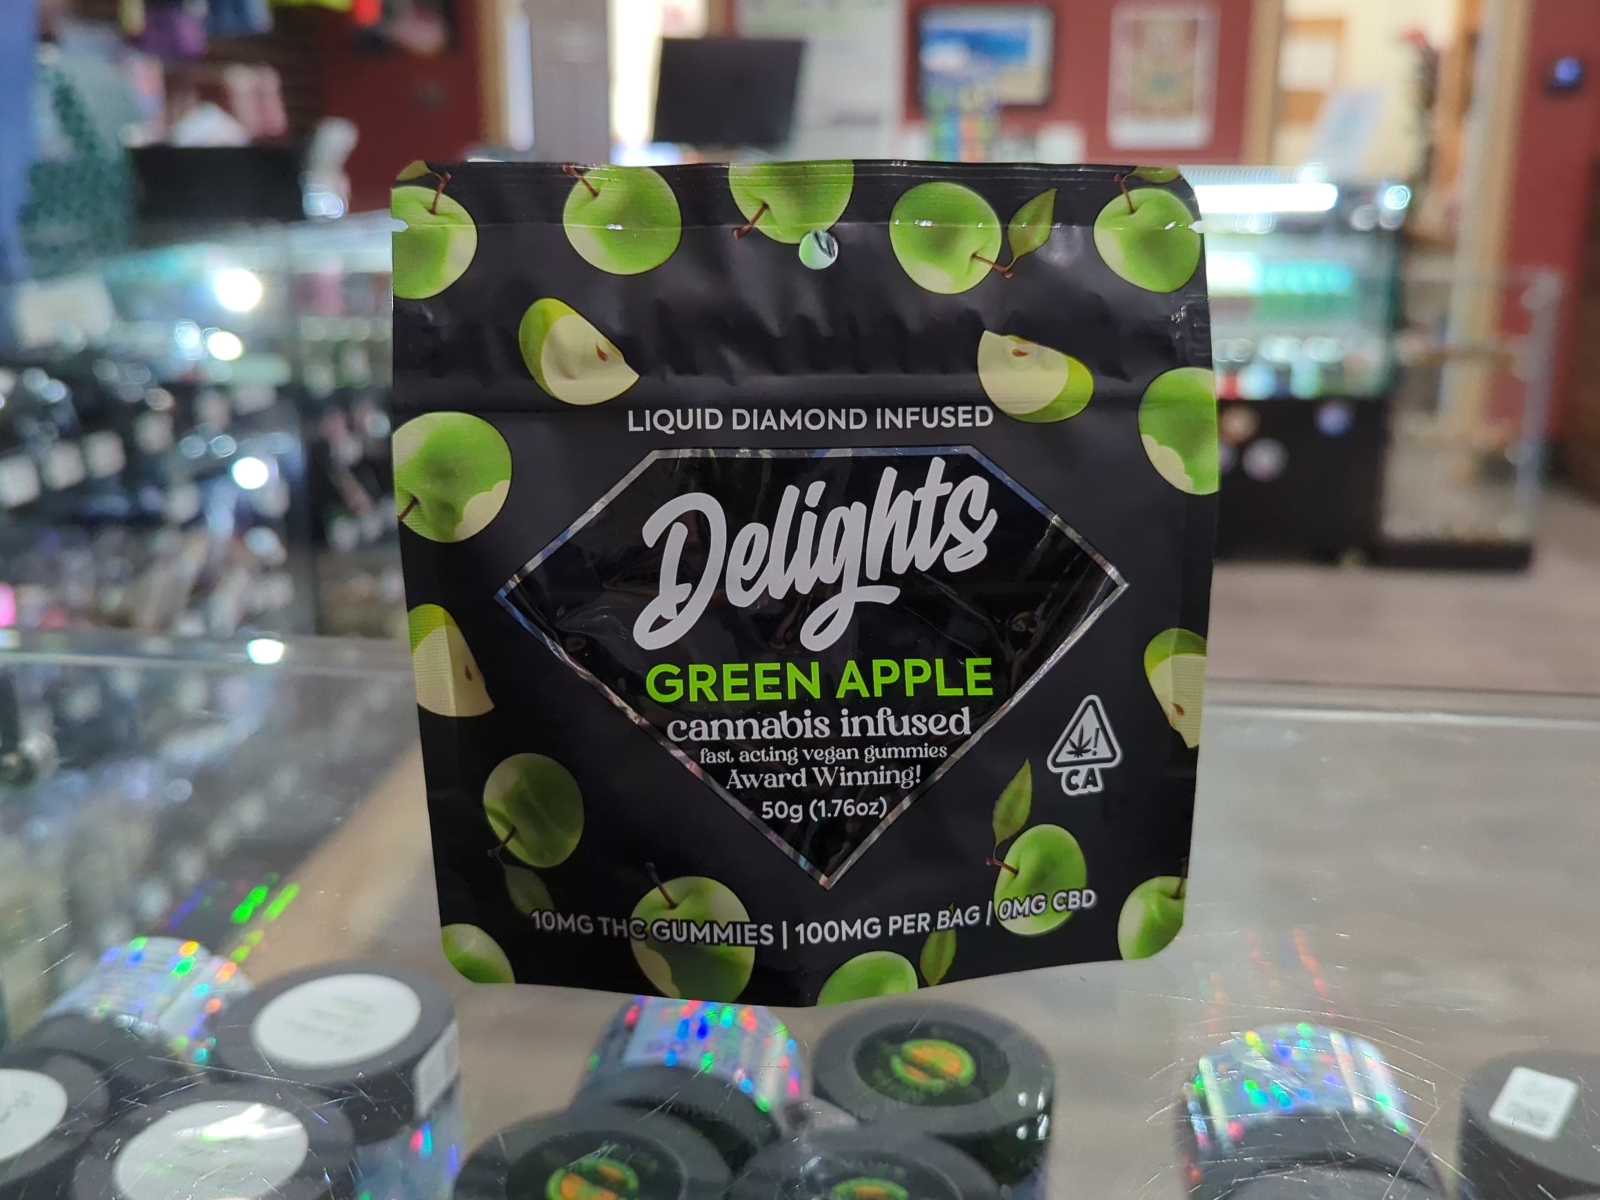 LIQUID DIAMOND INFUSED
Delights
GREEN APPLE
cannabis infused
fast acting vegan gummies
Award Winning!
50g (1.76oz)
CA
10MG THC GUMMIES | 100MG PER BAG | 0MG CBD